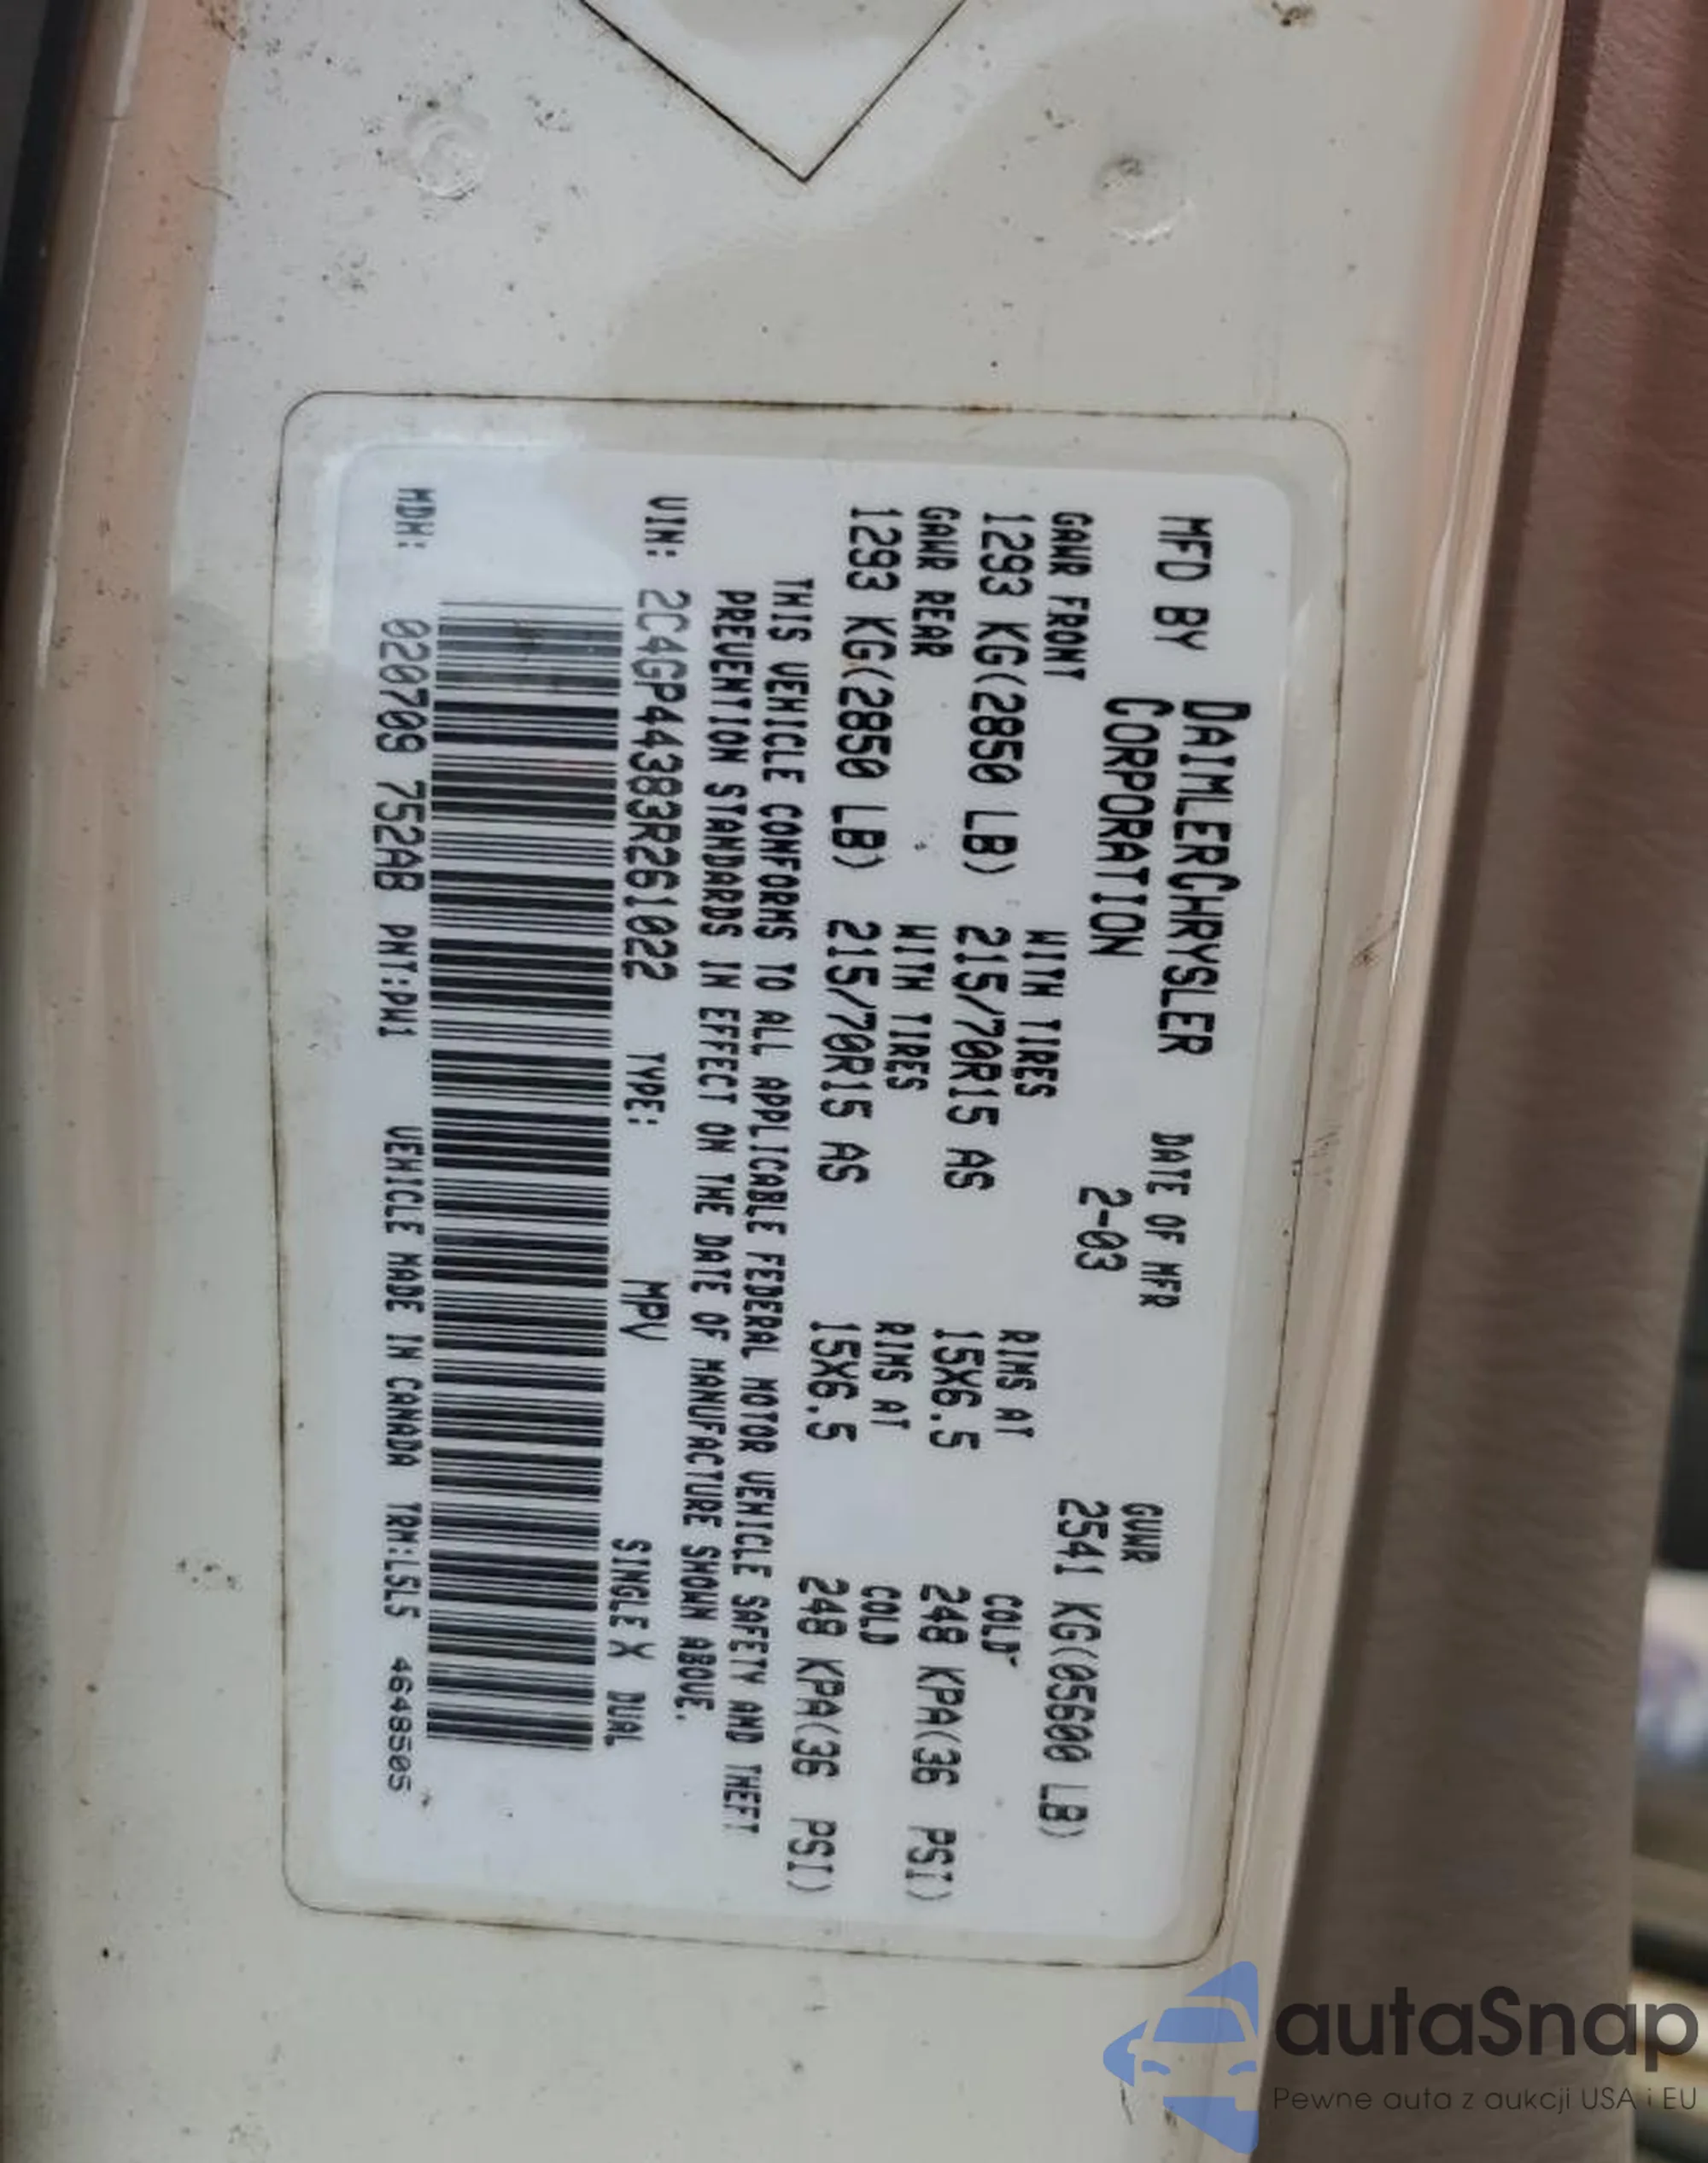 MFD BY DAIMLERCHRYSLER CORPORATION DATE OF MFR 2-03 GVWR 2541 KG(05600 LB)
GAWR FRONT WITH TIRES RIMS AT COLD
1293 KG(2850 LB) 215/70R15 AS 15X6.5 248 KPA(36 PSI)
GAWR REAR WITH TIRES RIMS AT COLD
1293 KG(2850 LB) 215/70R15 AS 15X6.5 248 KPA(36 PSI)
THIS VEHICLE CONFORMS TO ALL APPLICABLE FEDERAL MOTOR VEHICLE SAFETY AND THEFT
PREVENTION STANDARDS IN EFFECT ON THE DATE OF MANUFACTURE SHOWN ABOVE.
VIN: 2C4GP44383R261022 TYPE: MPV SINGLE X DUAL
MDH: 020709 752AB PNT:PW1 VEHICLE MADE IN CANADA TRM:LSL5 4648505
autaSnap
Pewne auta z aukcji USA i EU